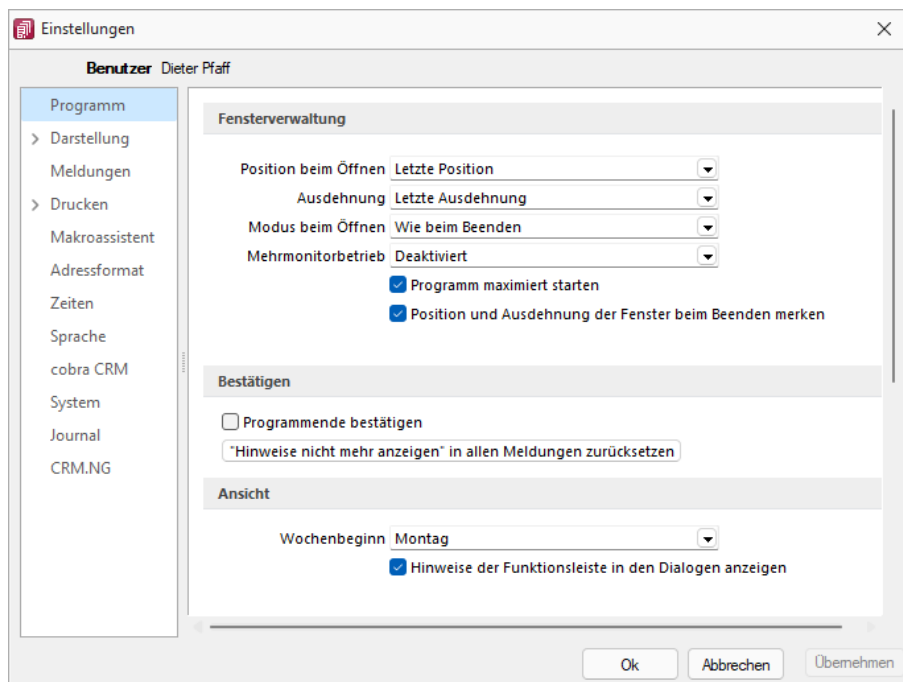 Einstellungen
Benutzer Dieter Pfaff
Programm
Darstellung
Meldungen
Drucken
Makroassistent
Adressformat
Zeiten
Sprache
cobra CRM
System
Journal
CRM.NG
Fensterverwaltung
Position beim Öffnen Letzte Position
Ausdehnung Letzte Ausdehnung
Modus beim Öffnen Wie beim Beenden
Mehrmonitorbetrieb Deaktiviert
Programm maximiert starten
Position und Ausdehnung der Fenster beim Beenden merken
Bestätigen
Programmende bestätigen
"Hinweise nicht mehr anzeigen" in allen Meldungen zurücksetzen
Ansicht
Wochenbeginn Montag
Hinweise der Funktionsleiste in den Dialogen anzeigen
Ok Abbrechen Übernehmen